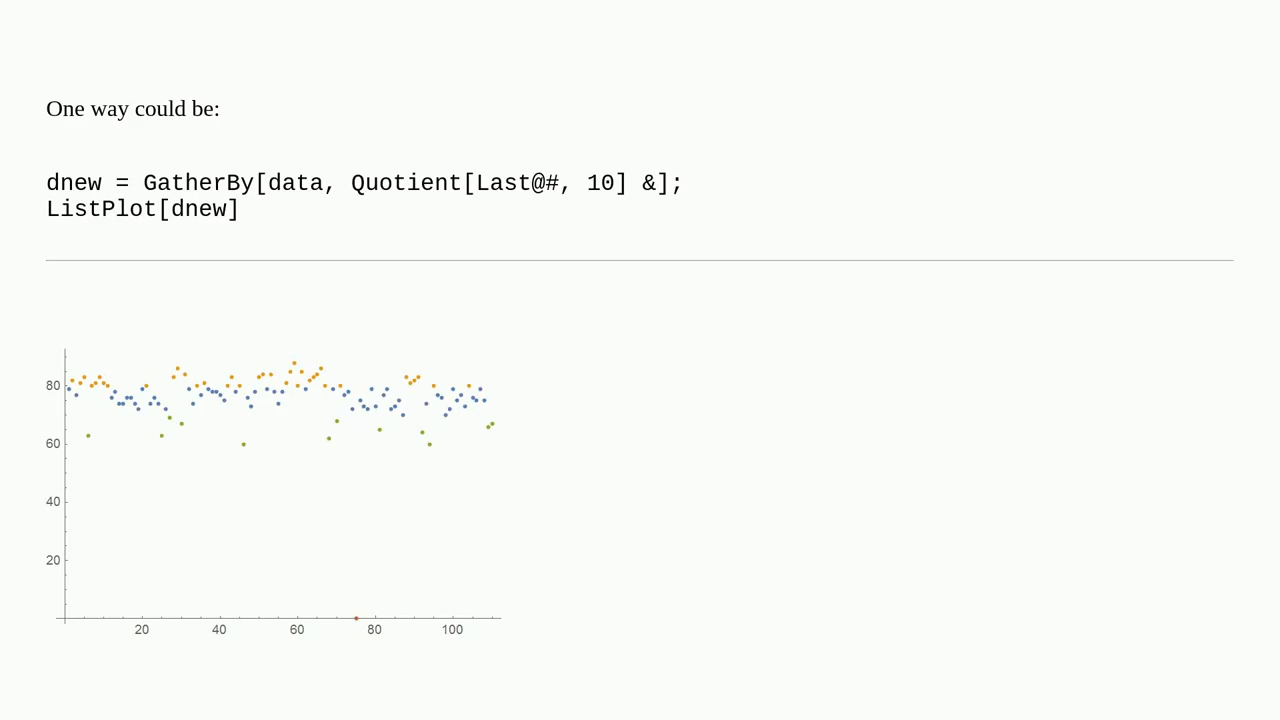 One way could be:
dnew = GatherBy[data, Quotient[Last@#, 10] &];
ListPlot[dnew]
80
60
40
20
20 40 60 80 100